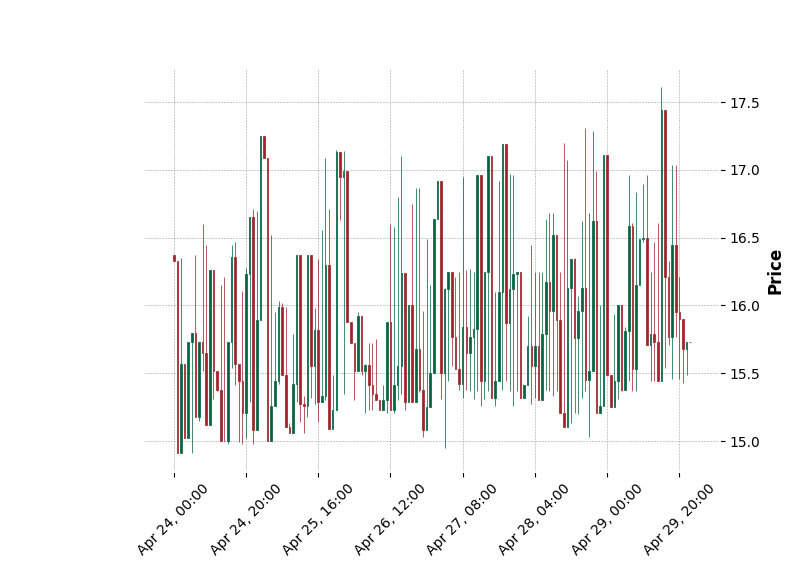 17.5
17.0
16.5
16.0
15.5
15.0
Price
Apr 24, 00:00
Apr 24, 20:00
Apr 25, 16:00
Apr 26, 12:00
Apr 27, 08:00
Apr 28, 04:00
Apr 29, 00:00
Apr 29, 20:00